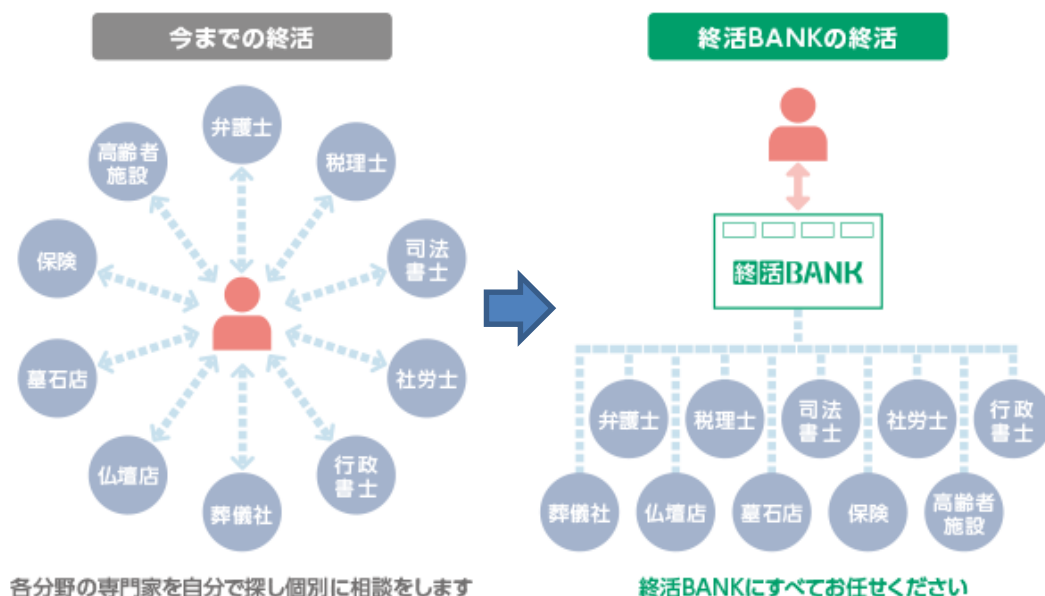 今までの終活
弁護士
税理士
司法
書士
社労士
行政
書士
葬儀社
仏壇店
墓石店
保険
高齢者
施設
各分野の専門家を自分で探し個別に相談をします
終活BANKの終活
終活BANK
弁護士
税理士
司法
書士
社労士
行政
書士
葬儀社
仏壇店
墓石店
保険
高齢者
施設
終活BANKにすべてお任せください